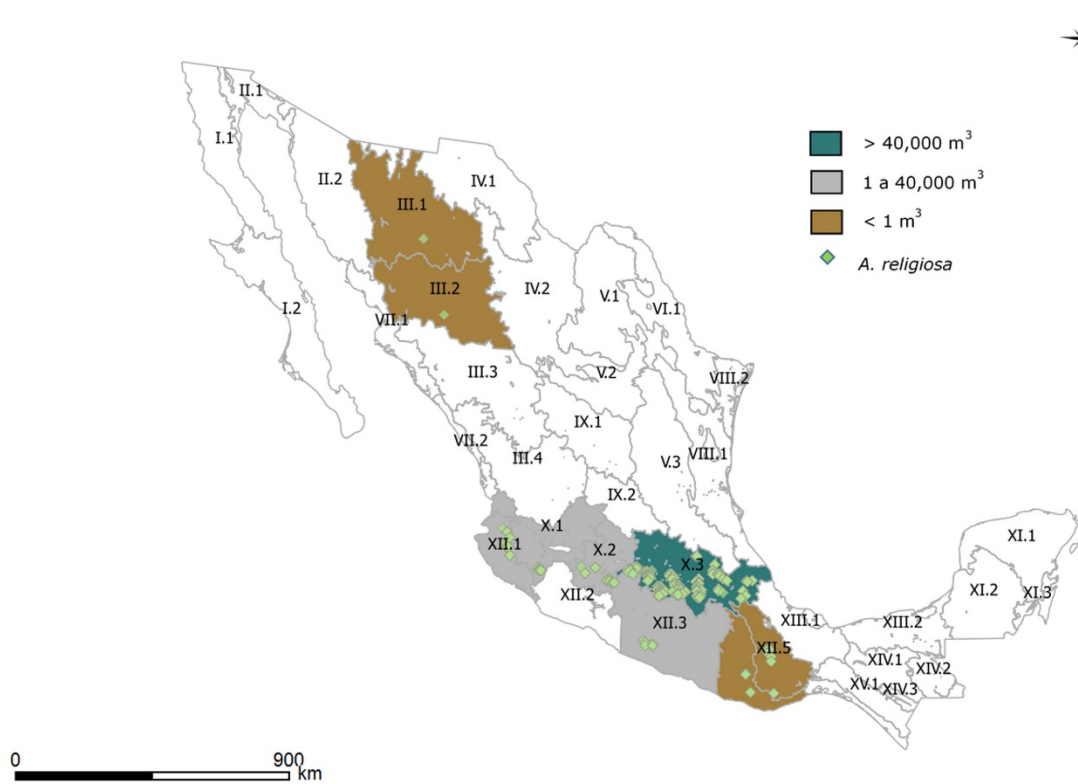 II.1
I.1
II.2
IV.1
III.1
III.2
IV.2
V.1
VI.1
I.2
VII.1
III.3
V.2
VIII.2
VII.2
IX.1
III.4
V.3
VIII.1
IX.2
X.1
XII.1
X.2
X.3
XI.1
XI.2
XI.3
XII.2
XII.3
XII.5
XIII.1
XIII.2
XIV.1
XIV.2
XV.1
XIV.3
> 40,000 m³
1 a 40,000 m³
< 1 m³
A. religiosa
0 900
km